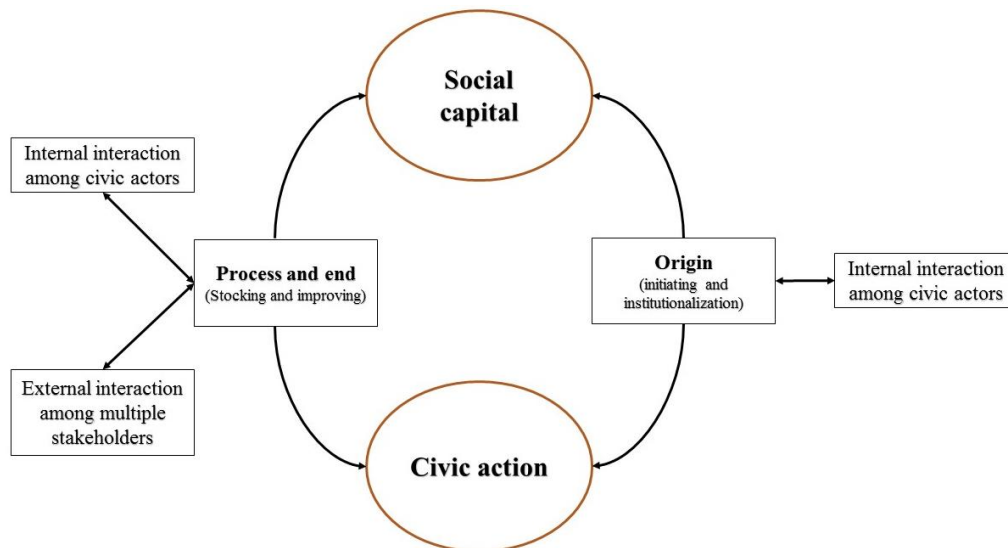 Social
capital
Internal interaction
among civic actors
Process and end
(Stocking and improving)
Origin
(initiating and
institutionalization)
Internal interaction
among civic actors
External interaction
among multiple
stakeholders
Civic action